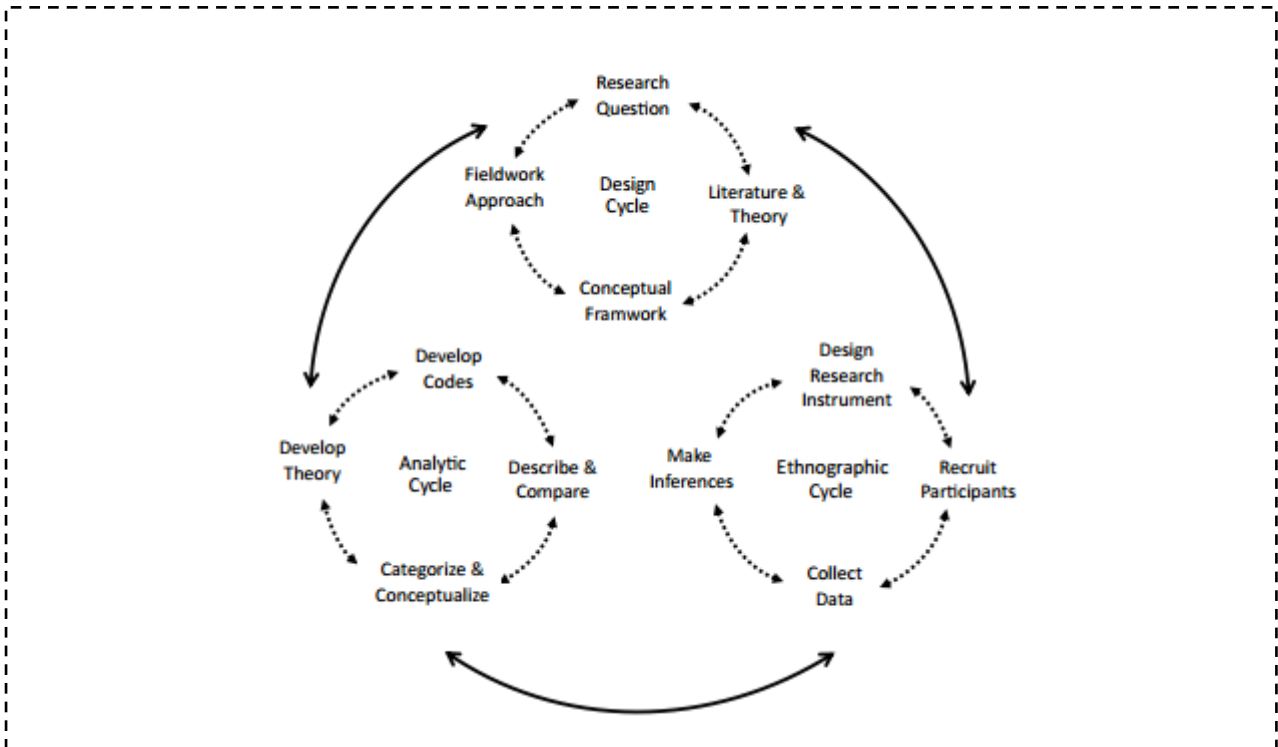 Research
Question
Fieldwork
Approach
Design
Cycle
Literature &
Theory
Conceptual
Framwork
Develop
Codes
Develop
Theory
Analytic
Cycle
Describe &
Compare
Categorize &
Conceptualize
Design
Research
Instrument
Make
Inferences
Ethnographic
Cycle
Recruit
Participants
Collect
Data